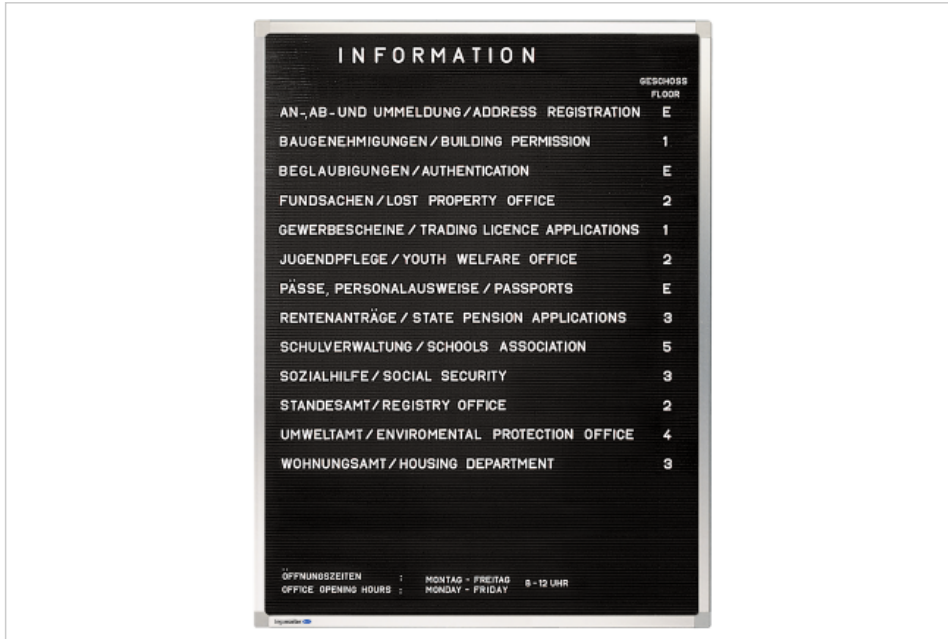 INFORMATION
GESCHOSS
FLOOR
AN-,AB-UND UMMELDUNG/ADDRESS REGISTRATION E
BAUGENEHMIGUNGEN/BUILDING PERMISSION 1
BEGLAUBIGUNGEN/AUTHENTICATION E
FUNDSACHEN/LOST PROPERTY OFFICE 2
GEWERBESCHEINE/TRADING LICENCE APPLICATIONS 1
JUGENDPFLEGE/YOUTH WELFARE OFFICE 2
PÄSSE, PERSONALAUSWEISE/PASSPORTS E
RENTENANTRÄGE/STATE PENSION APPLICATIONS 3
SCHULVERWALTUNG/SCHOOLS ASSOCIATION 5
SOZIALHILFE/SOCIAL SECURITY 3
STANDESAMT/REGISTRY OFFICE 2
UMWELTAMT/ENVIROMENTAL PROTECTION OFFICE 4
WOHNUNGSAMT/HOUSING DEPARTMENT 3
ÖFFNUNGSZEITEN : MONTAG - FREITAG 8-12 UHR
OFFICE OPENING HOURS : MONDAY - FRIDAY
legamaster